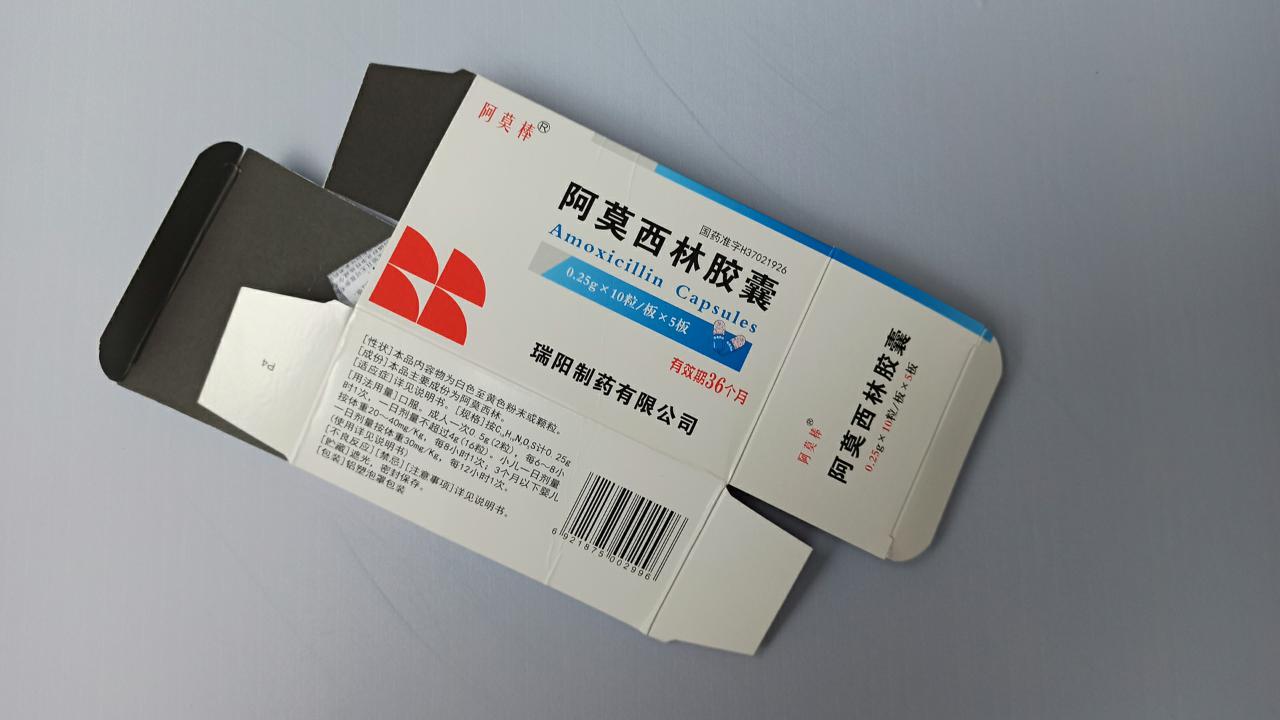 阿莫棒®
国药准字H37021926
阿莫西林胶囊
Amoxicillin Capsules
0.25g×10粒/板×5板
有效期36个月
瑞阳制药有限公司
[性状]本品内容物为白色至黄色粉末或颗粒。
[成份]本品主要成份为阿莫西林。
[适应症]详见说明书。[规格]按C₁₆H₁₉N₃O₅S计0.25g
[用法用量]口服。成人一次0.5g(2粒),每6~8小
时1次,一日剂量不超过4g(16粒)。小儿一日剂量
按体重20~40mg/Kg,每8小时1次;3个月以下婴儿
一日剂量按体重30mg/Kg,每12小时1次。
(使用详见说明书)
[不良反应][禁忌][注意事项]详见说明书。
[贮藏]遮光,密封保存。
[包装]铝塑泡罩包装
6 921875 002996
阿莫棒®
阿莫西林胶囊
0.25g×10粒/板×5板
P4